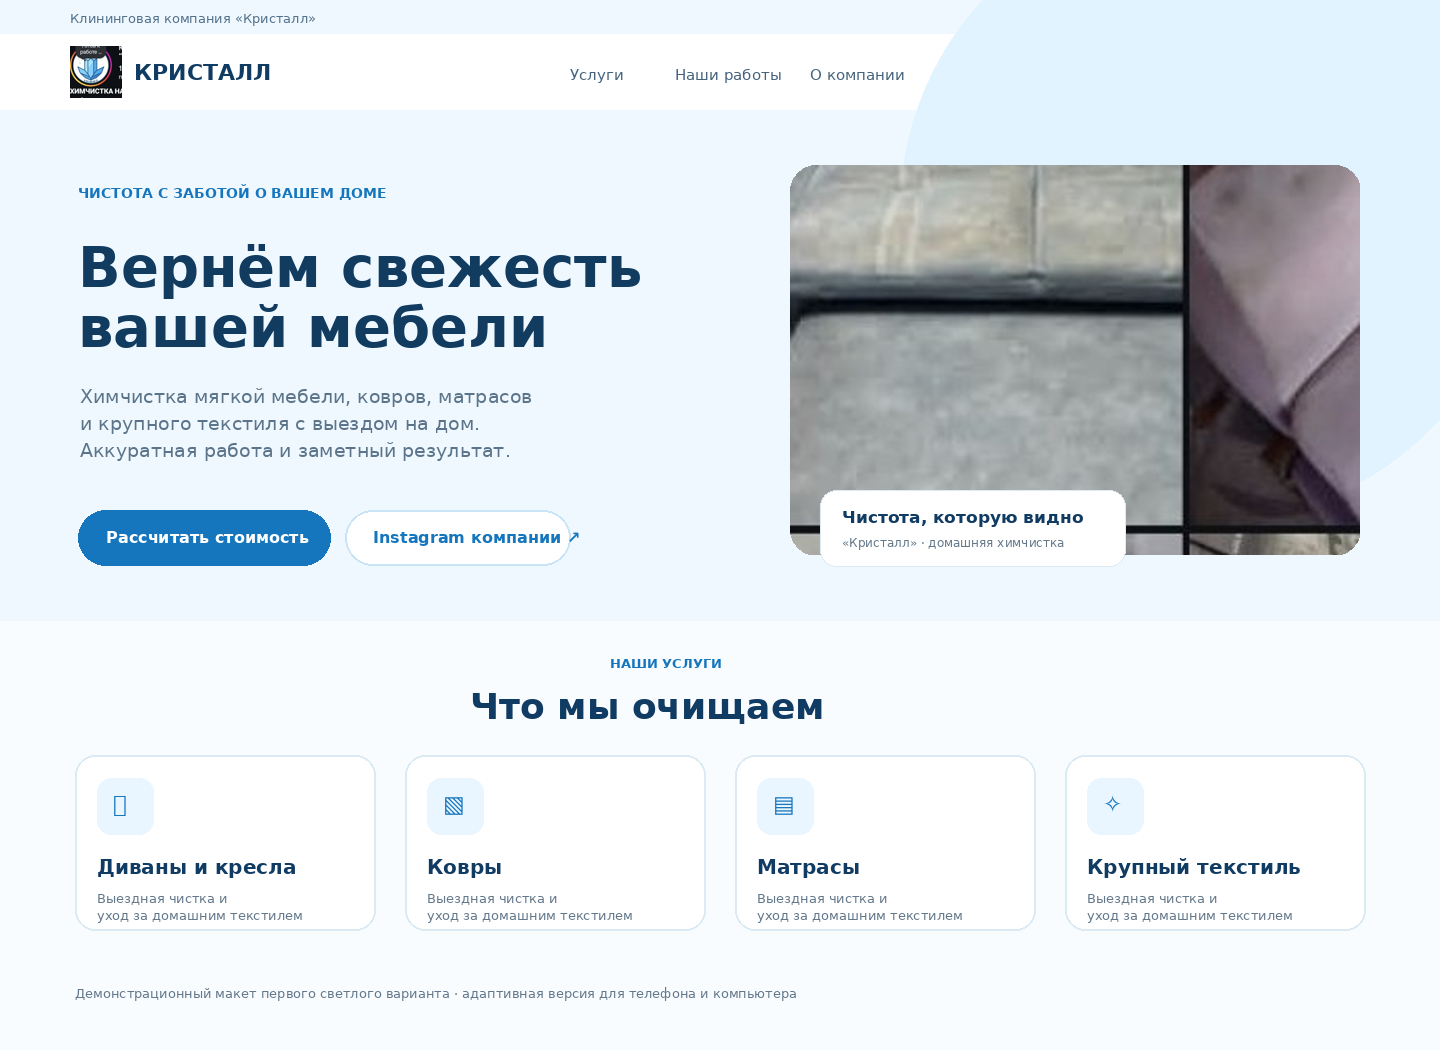 Клининговая компания «Кристалл»
работе ...
ХИМЧИСТКА НА
КРИСТАЛЛ
Услуги
Наши работы
О компании
ЧИСТОТА С ЗАБОТОЙ О ВАШЕМ ДОМЕ
Вернём свежесть
вашей мебели
Химчистка мягкой мебели, ковров, матрасов
и крупного текстиля с выездом на дом.
Аккуратная работа и заметный результат.
Рассчитать стоимость
Instagram компании ↗
Чистота, которую видно
«Кристалл» · домашняя химчистка
НАШИ УСЛУГИ
Что мы очищаем
Диваны и кресла
Выездная чистка и
уход за домашним текстилем
Ковры
Выездная чистка и
уход за домашним текстилем
Матрасы
Выездная чистка и
уход за домашним текстилем
Крупный текстиль
Выездная чистка и
уход за домашним текстилем
Демонстрационный макет первого светлого варианта · адаптивная версия для телефона и компьютера